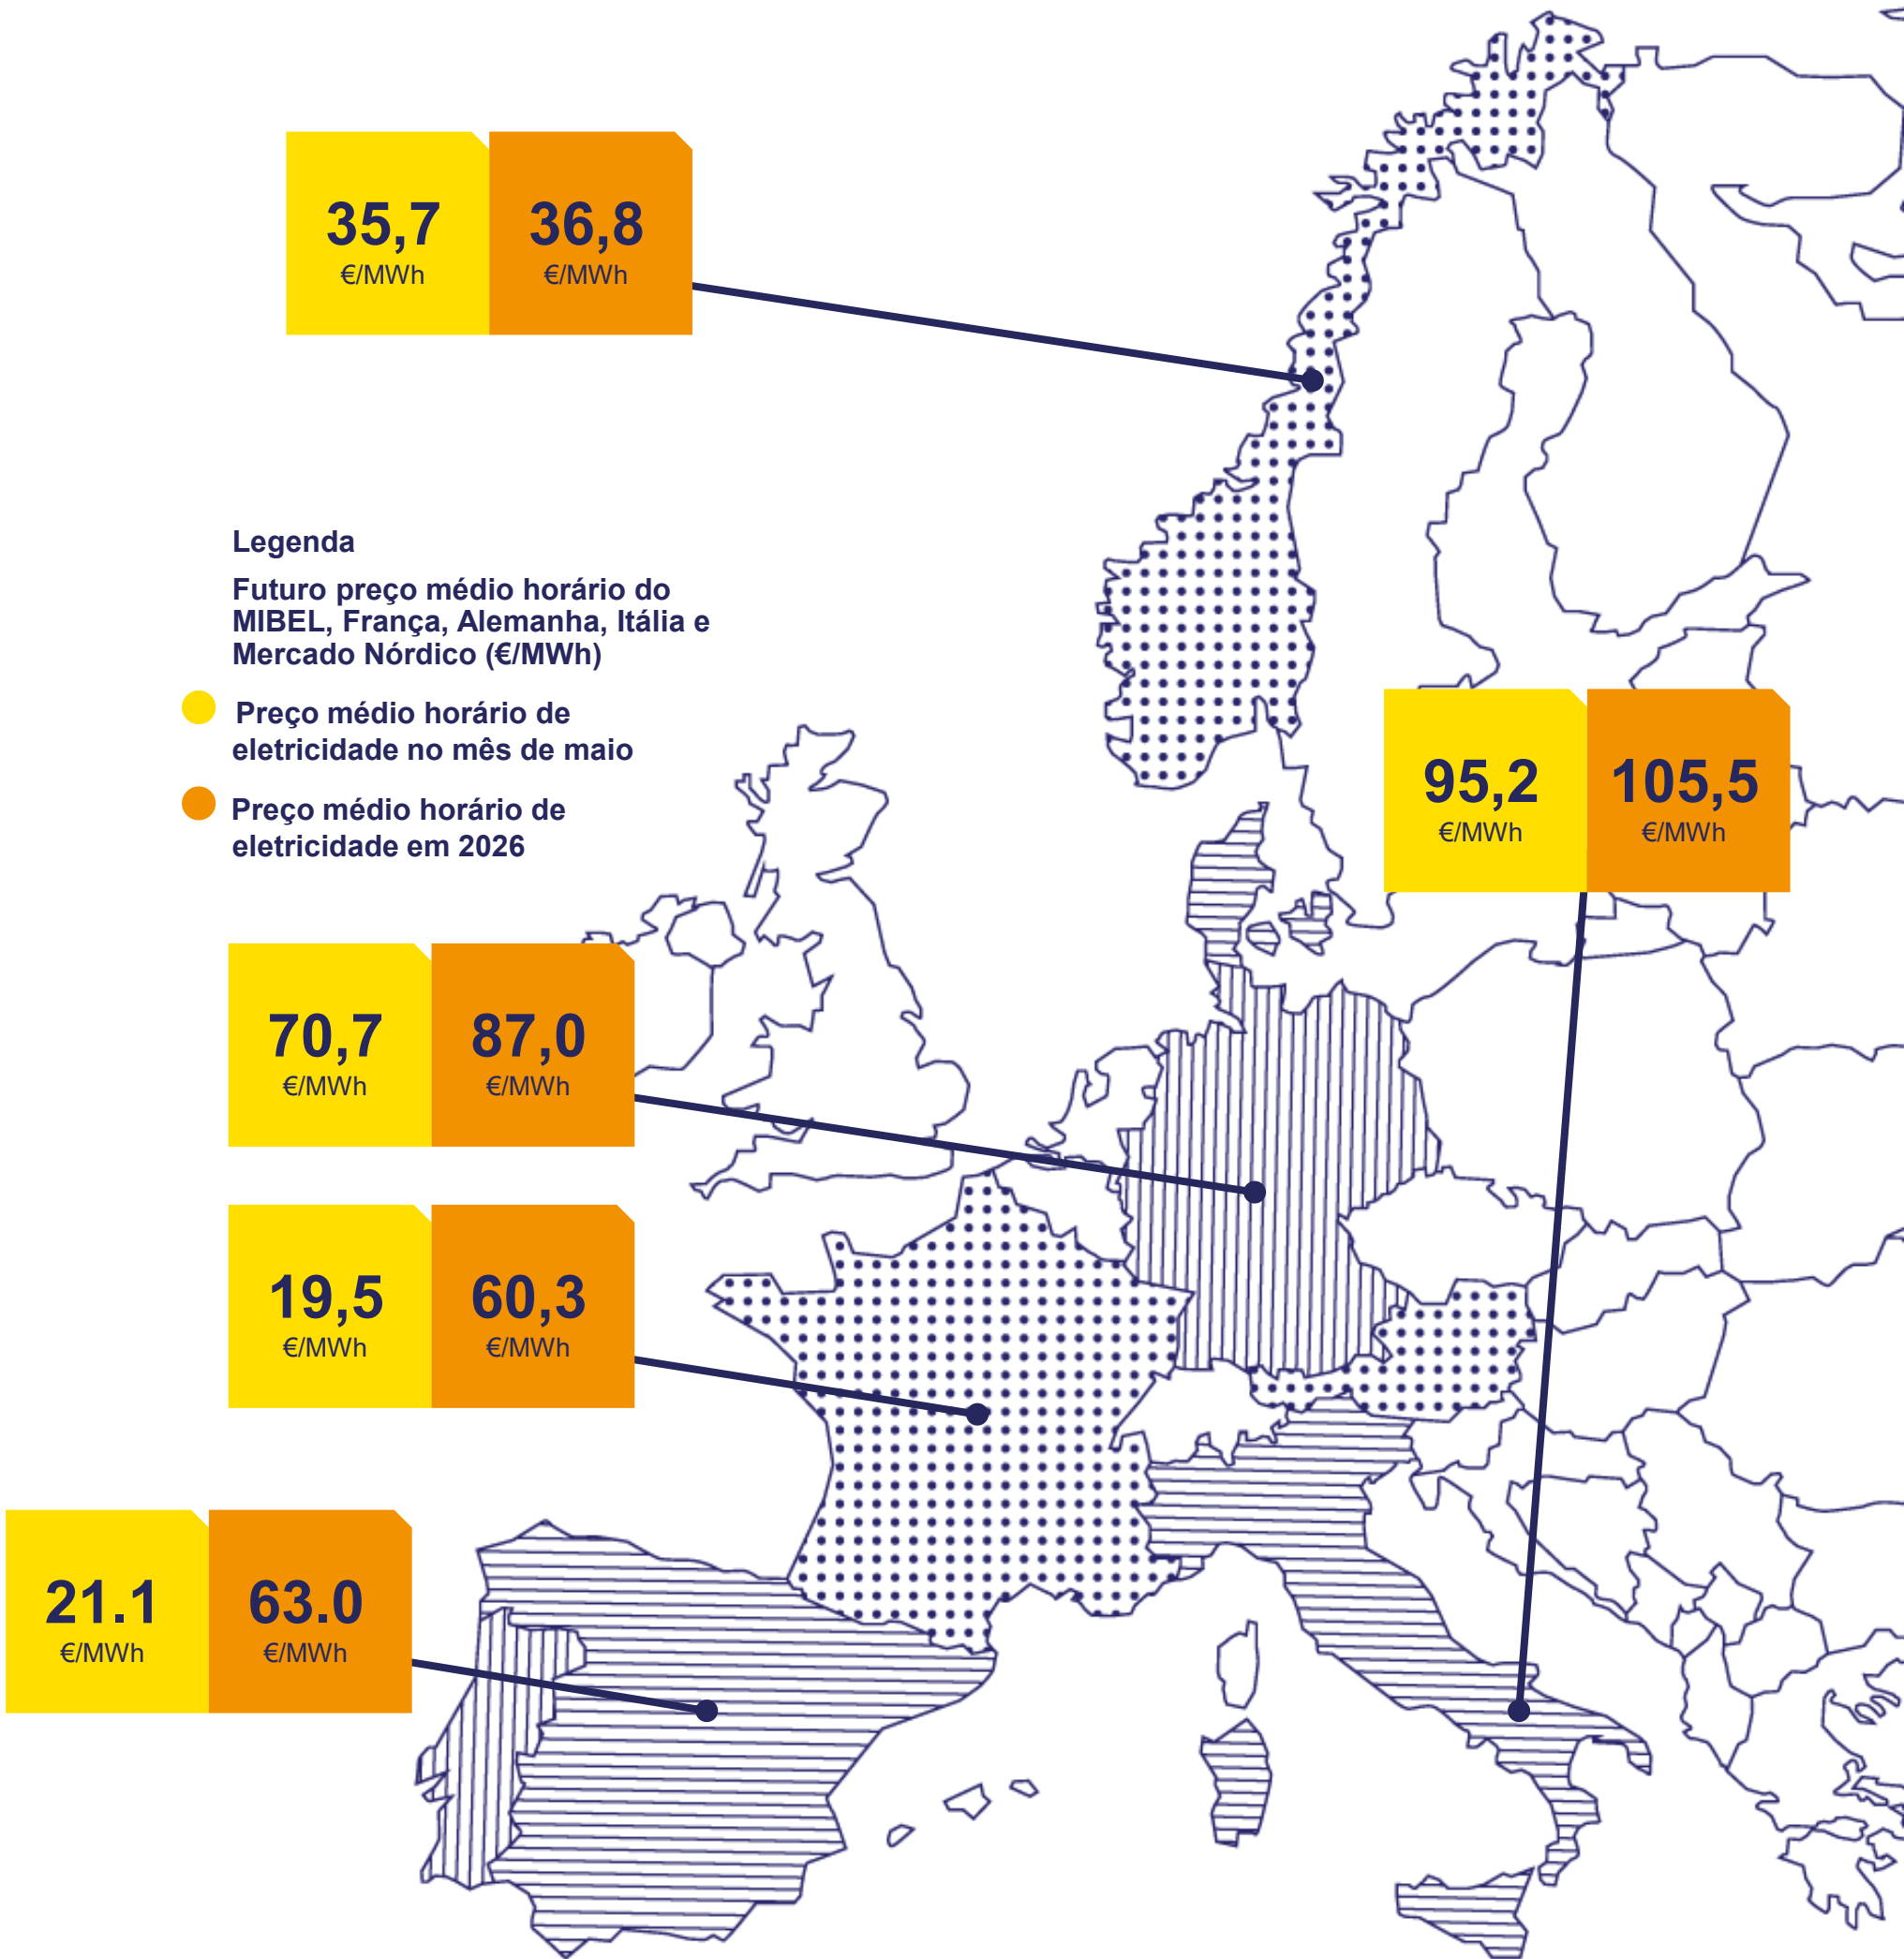 35,7
€/MWh
36,8
€/MWh
Legenda
Futuro preço médio horário do
MIBEL, França, Alemanha, Itália e
Mercado Nórdico (€/MWh)
Preço médio horário de
eletricidade no mês de maio
Preço médio horário de
eletricidade em 2026
95,2
€/MWh
105,5
€/MWh
70,7
€/MWh
87,0
€/MWh
19,5
€/MWh
60,3
€/MWh
21.1
€/MWh
63.0
€/MWh